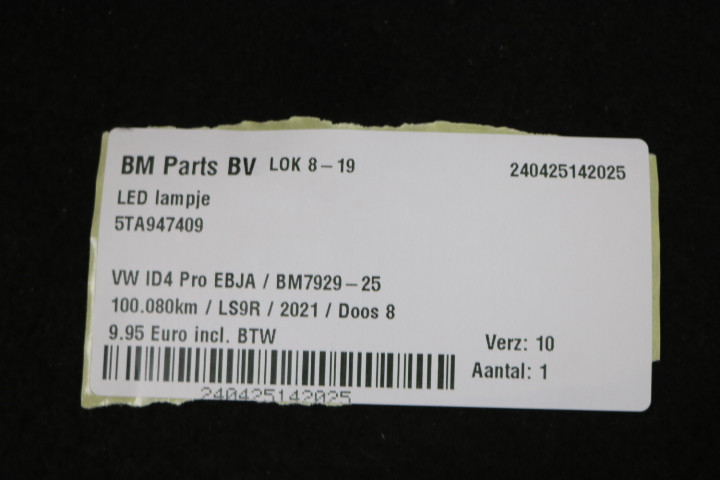 BM Parts BV LOK 8-19 240425142025
LED lampje
5TA947409
VW ID4 Pro EBJA / BM7929-25
100.080km / LS9R / 2021 / Doos 8
9.95 Euro incl. BTW Verz: 10
Aantal: 1
240425142025